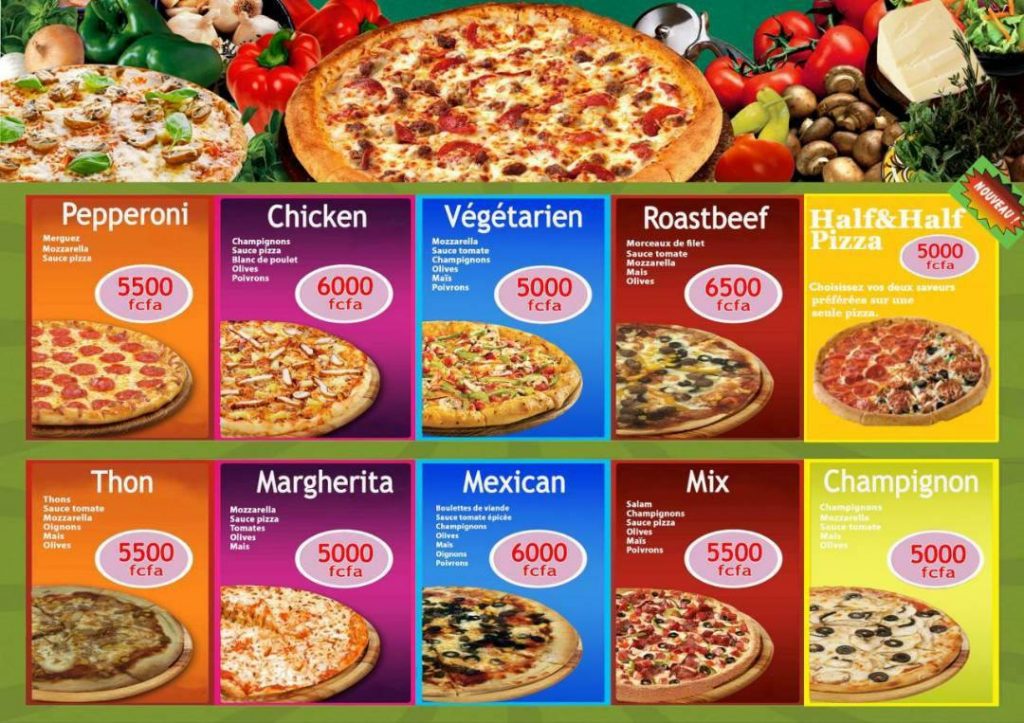 Pepperoni
Merguez
Mozzarella
Sauce pizza
5500
fcfa
Chicken
Champignons
Sauce pizza
Blanc de poulet
Olives
Poivrons
6000
fcfa
Végétarien
Mozzarella
Sauce tomate
Champignons
Olives
Maïs
Poivrons
5000
fcfa
Roastbeef
Morceaux de filet
Sauce tomate
Mozzarella
Mais
Olives
6500
fcfa
NOUVEAU !
Half&Half
Pizza
5000
fcfa
Choisissez vos deux saveurs
préférées sur une
seule pizza.
Thon
Thons
Sauce tomate
Mozzarella
Oignons
Mais
Olives
5500
fcfa
Margherita
Mozzarella
Sauce pizza
Tomates
Olives
Mais
5000
fcfa
Mexican
Boulettes de viande
Sauce tomate épicée
Champignons
Olives
Mais
Oignons
Poivrons
6000
fcfa
Mix
Salam
Champignons
Sauce pizza
Olives
Maïs
Poivrons
5500
fcfa
Champignon
Champignons
Mozzarella
Sauce tomate
Mais
Olives
5000
fcfa